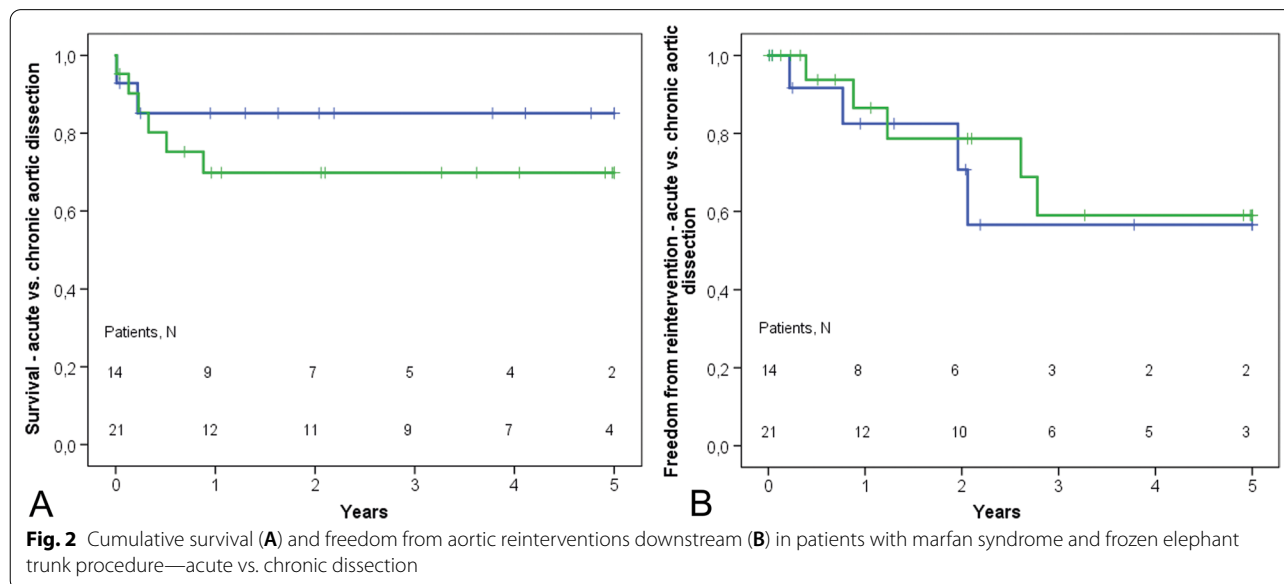 Survival - acute vs. chronic aortic dissection
1,0
0,8
0,6
0,4
0,2
0,0
Patients, N
14 9 7 5 4 2
21 12 11 9 7 4
0 1 2 3 4 5
Years
A
Freedom from reintervention - acute vs. chronic aortic
dissection
1,0
0,8
0,6
0,4
0,2
0,0
Patients, N
14 8 6 3 2 2
21 12 10 6 5 3
0 1 2 3 4 5
Years
B
Fig. 2 Cumulative survival (A) and freedom from aortic reinterventions downstream (B) in patients with marfan syndrome and frozen elephant
trunk procedure—acute vs. chronic dissection